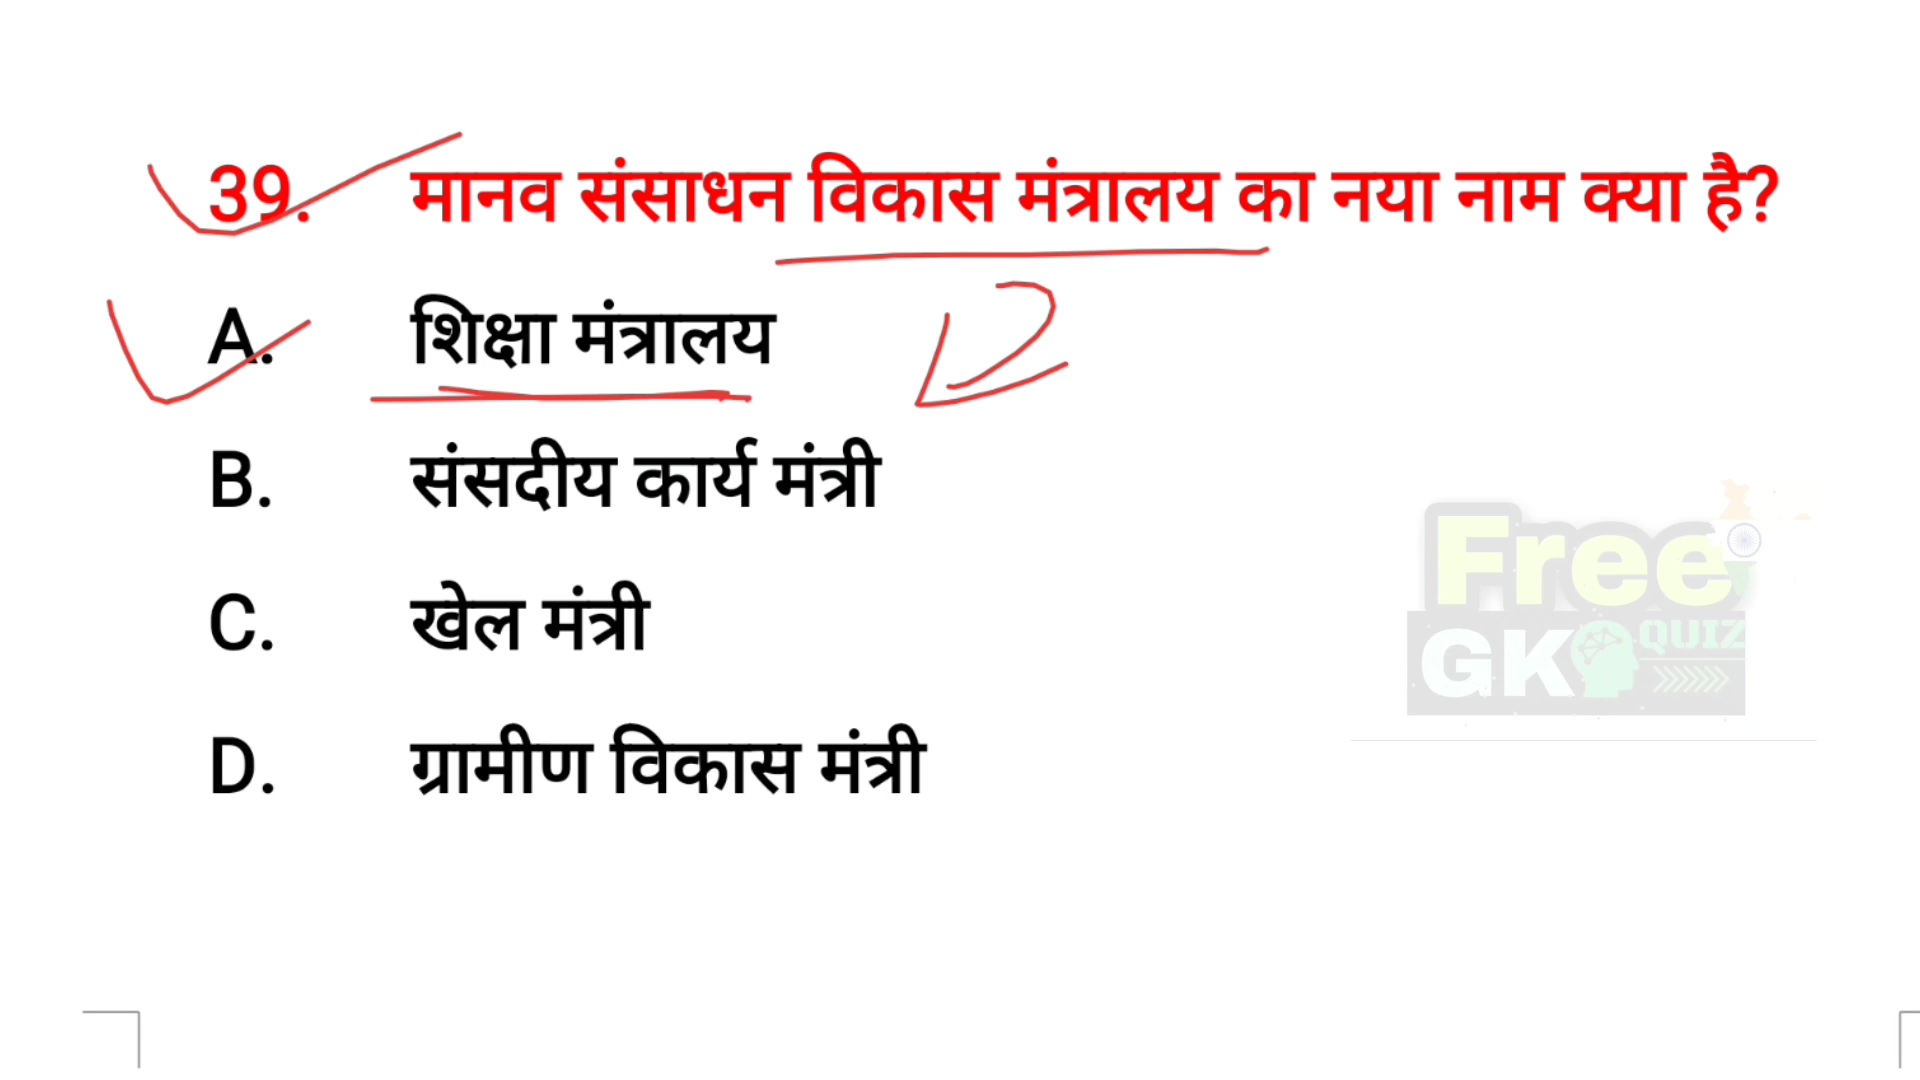 39. मानव संसाधन विकास मंत्रालय का नया नाम क्या है?
A. शिक्षा मंत्रालय
B. संसदीय कार्य मंत्री
C. खेल मंत्री
D. ग्रामीण विकास मंत्री
Free
GK QUIZ